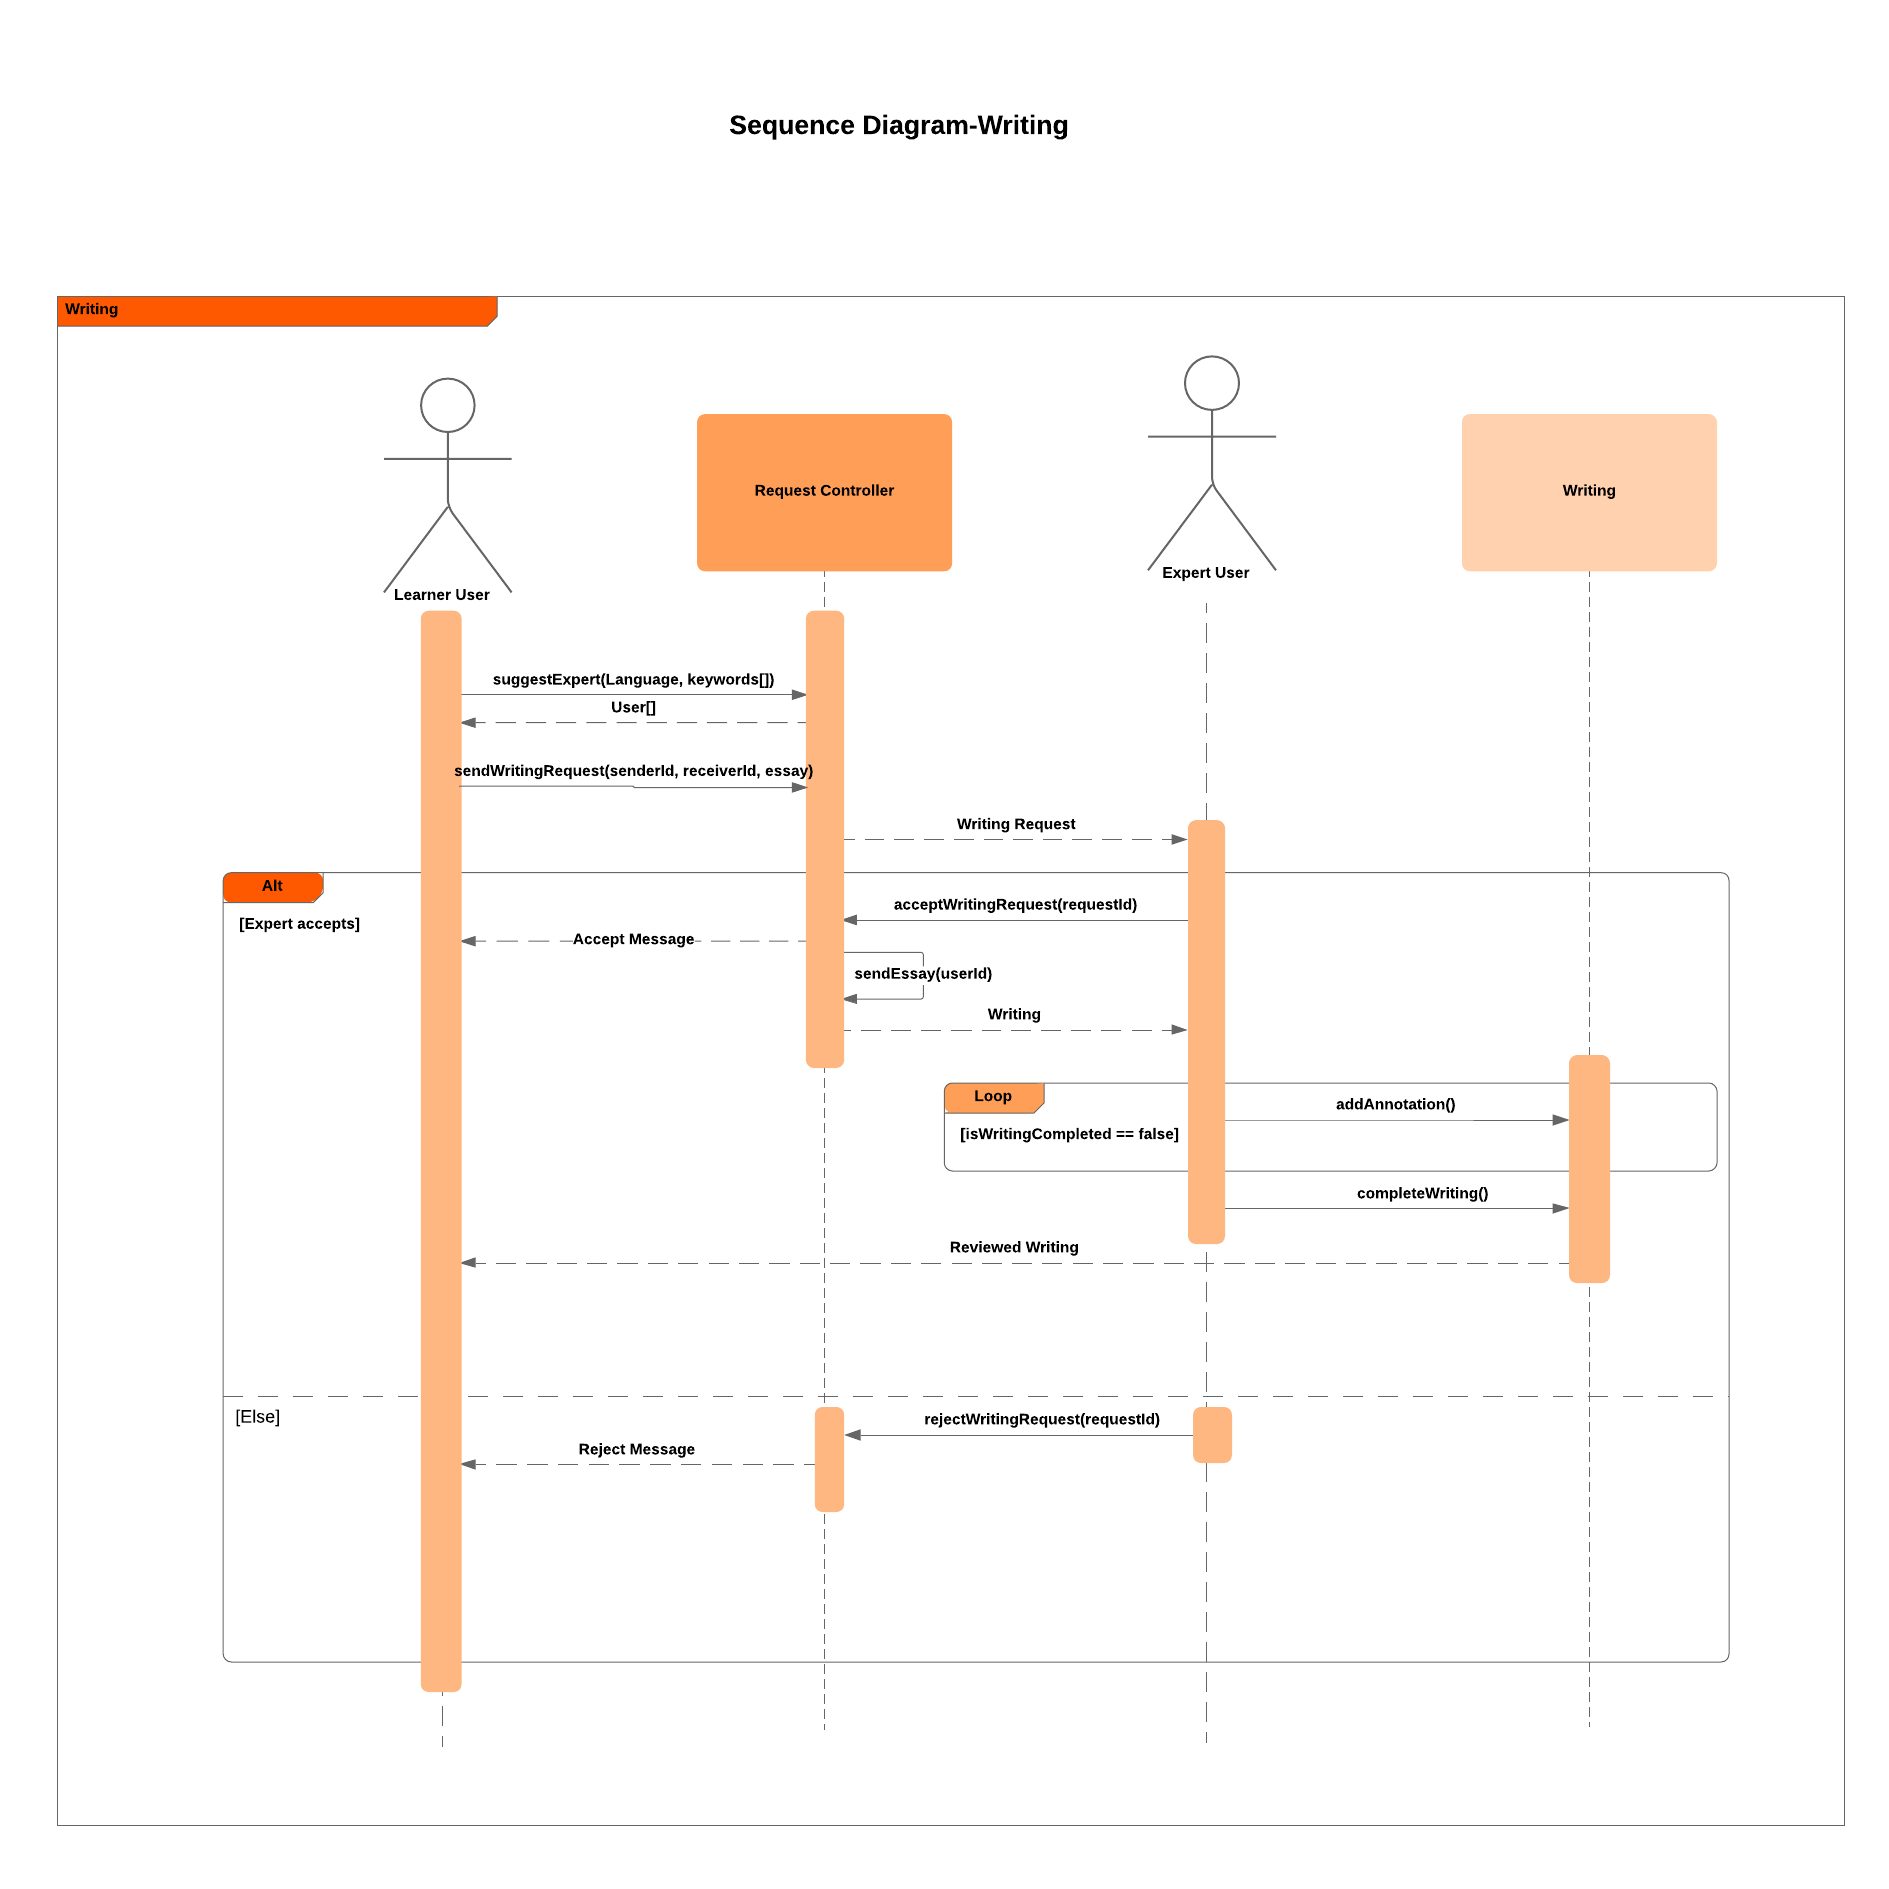 Sequence Diagram-Writing
Writing
Learner User
Request Controller
Expert User
Writing
suggestExpert(Language, keywords[])
User[]
sendWritingRequest(senderId, receiverId, essay)
Writing Request
Alt
[Expert accepts]
acceptWritingRequest(requestId)
Accept Message
sendEssay(userId)
Writing
Loop
[isWritingCompleted == false]
addAnnotation()
completeWriting()
Reviewed Writing
[Else]
rejectWritingRequest(requestId)
Reject Message